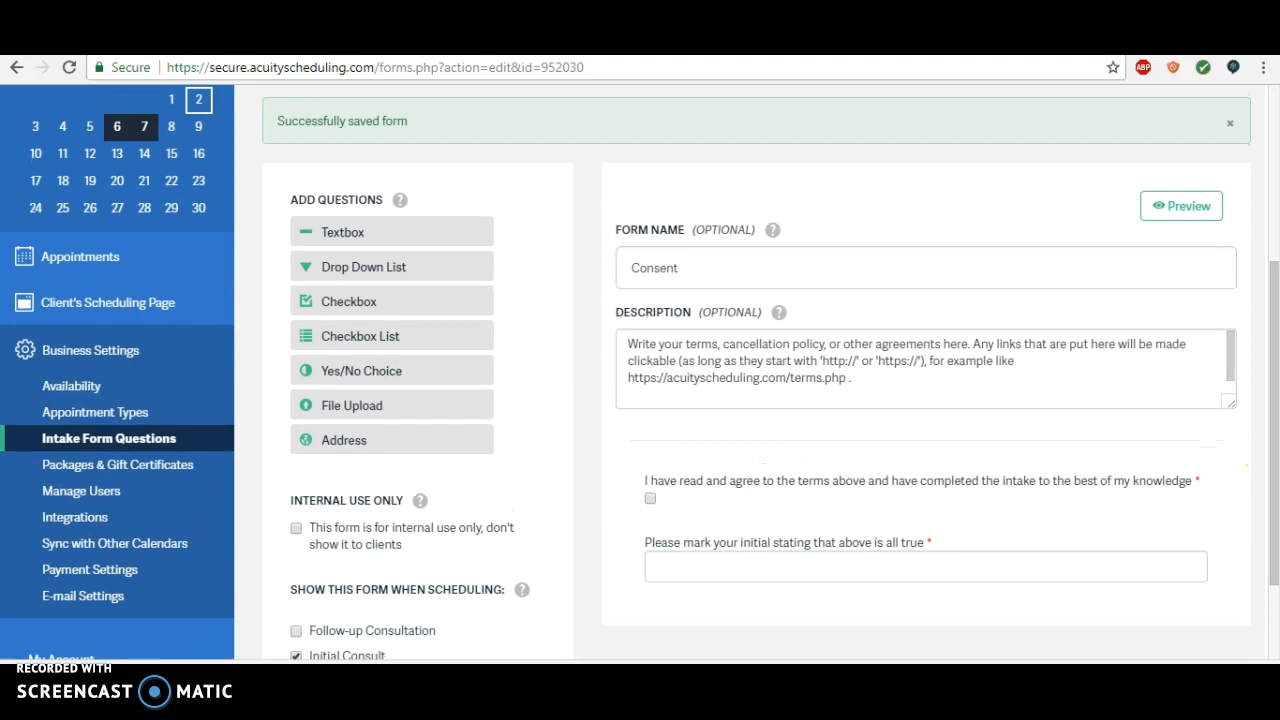 Secure
https://secure.acuityscheduling.com/forms.php?action=edit&id=952030
ABP
1 2
3 4 5 6 7 8 9
10 11 12 13 14 15 16
17 18 19 20 21 22 23
24 25 26 27 28 29 30
Appointments
Client's Scheduling Page
Business Settings
Availability
Appointment Types
Intake Form Questions
Packages & Gift Certificates
Manage Users
Integrations
Sync with Other Calendars
Payment Settings
E-mail Settings
My Account
Successfully saved form ×
ADD QUESTIONS ?
Textbox
Drop Down List
Checkbox
Checkbox List
Yes/No Choice
File Upload
Address
INTERNAL USE ONLY ?
This form is for internal use only, don't
show it to clients
SHOW THIS FORM WHEN SCHEDULING: ?
Follow-up Consultation
Initial Consult
Preview
FORM NAME (OPTIONAL) ?
Consent
DESCRIPTION (OPTIONAL) ?
Write your terms, cancellation policy, or other agreements here. Any links that are put here will be made
clickable (as long as they start with 'http://' or 'https://'), for example like
https://acuityscheduling.com/terms.php .
I have read and agree to the terms above and have completed the intake to the best of my knowledge *
Please mark your initial stating that above is all true *
RECORDED WITH
SCREENCAST MATIC